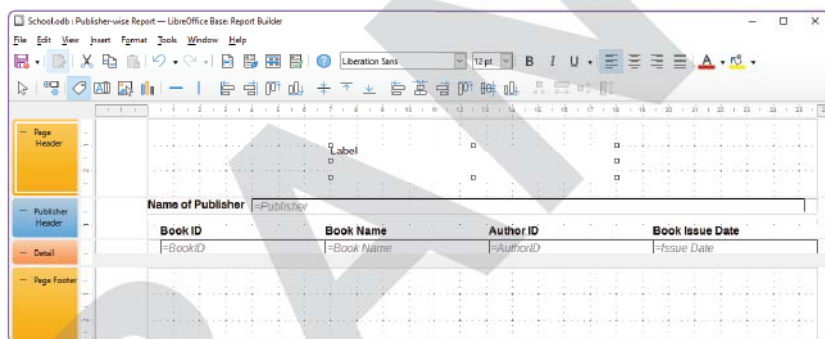 School.odb : Publisher-wise Report — LibreOffice Base: Report Builder
File Edit View Insert Format Tools Window Help
Liberation Sans 12 pt B I U A
Page Header
Label
Publisher Header
Name of Publisher =Publisher
Book ID Book Name Author ID Book Issue Date
Detail
=BookID =Book Name =AuthorID =Issue Date
Page Footer